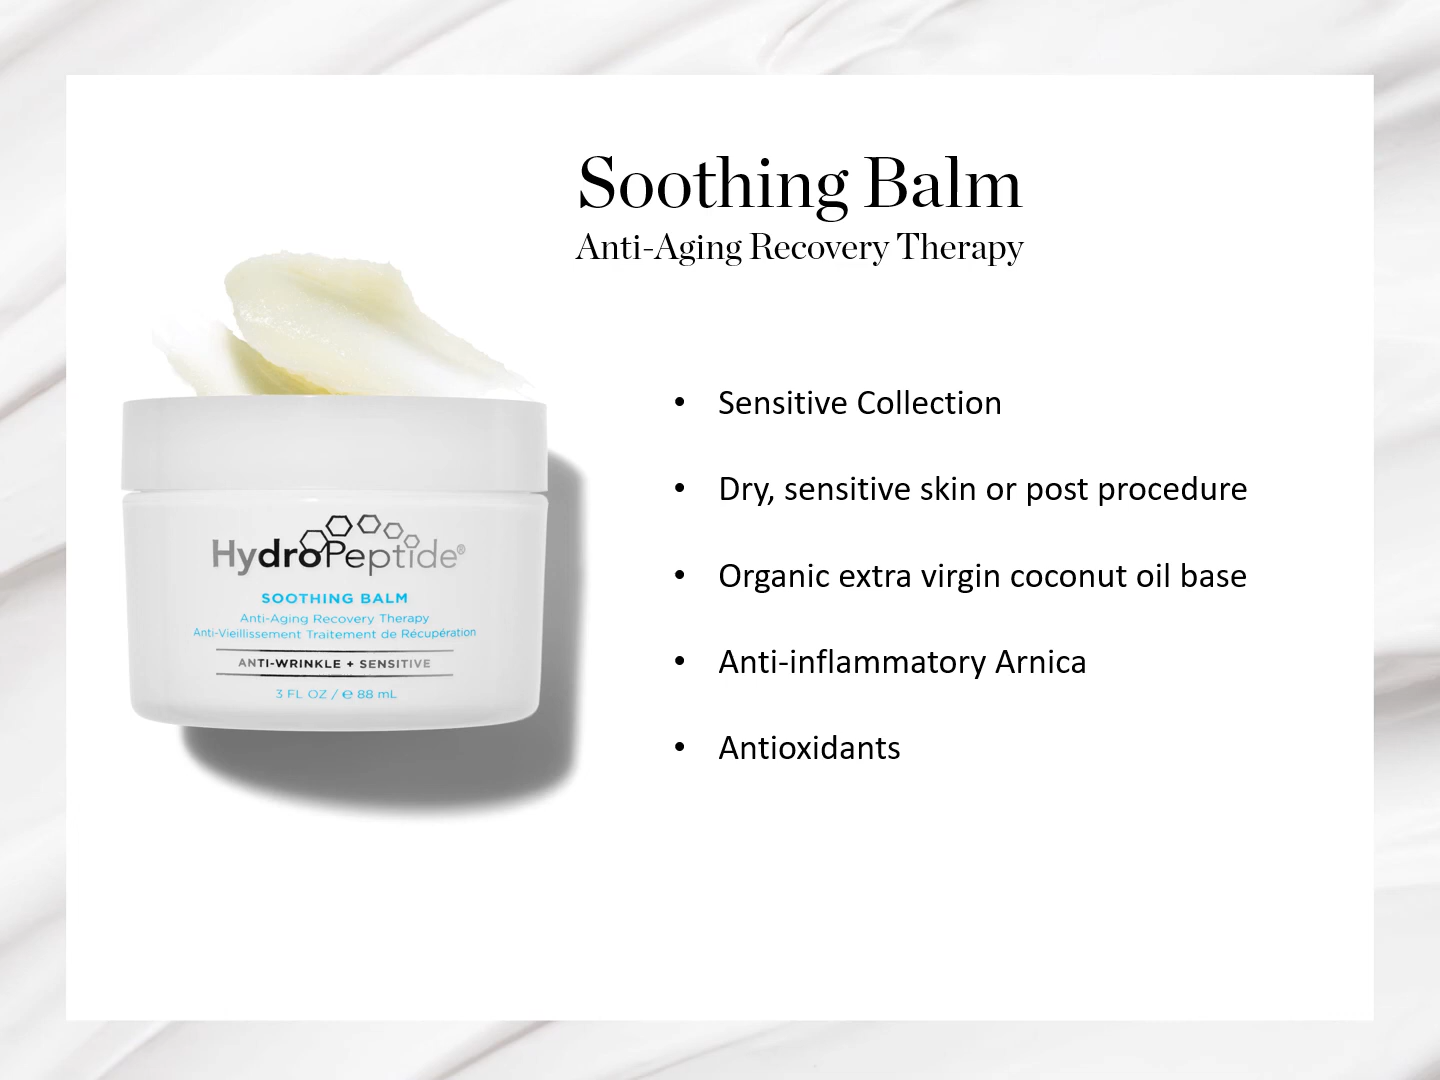 Soothing Balm
Anti-Aging Recovery Therapy
• Sensitive Collection
• Dry, sensitive skin or post procedure
• Organic extra virgin coconut oil base
• Anti-inflammatory Arnica
• Antioxidants
HydroPeptide®
SOOTHING BALM
Anti-Aging Recovery Therapy
Anti-Vieillissement Traitement de Récupération
ANTI-WRINKLE + SENSITIVE
3 FL OZ / ℮ 88 mL